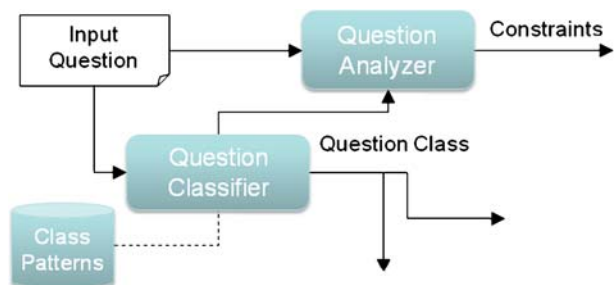 Input
Question
Question
Analyzer
Constraints
Question
Classifier
Question Class
Class
Patterns